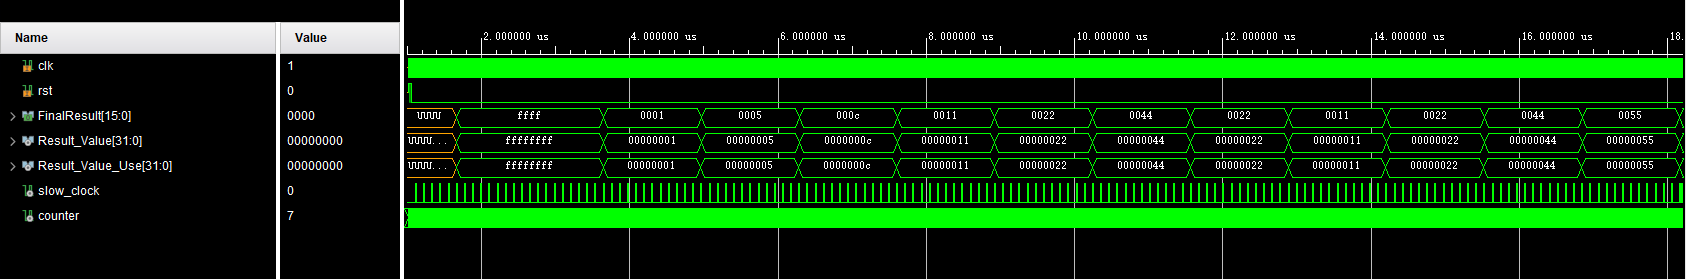 Name Value
2.000000 us 4.000000 us 6.000000 us 8.000000 us 10.000000 us 12.000000 us 14.000000 us 16.000000 us 18.
clk 1
rst 0
FinalResult[15:0] 0000 UUUU ffff 0001 0005 000c 0011 0022 0044 0022 0011 0022 0044 0055
Result_Value[31:0] 00000000 UUUU... ffffffff 00000001 00000005 0000000c 00000011 00000022 00000044 00000022 00000011 00000022 00000044 00000055
Result_Value_Use[31:0] 00000000 UUUU... ffffffff 00000001 00000005 0000000c 00000011 00000022 00000044 00000022 00000011 00000022 00000044 00000055
slow_clock 0
counter 7